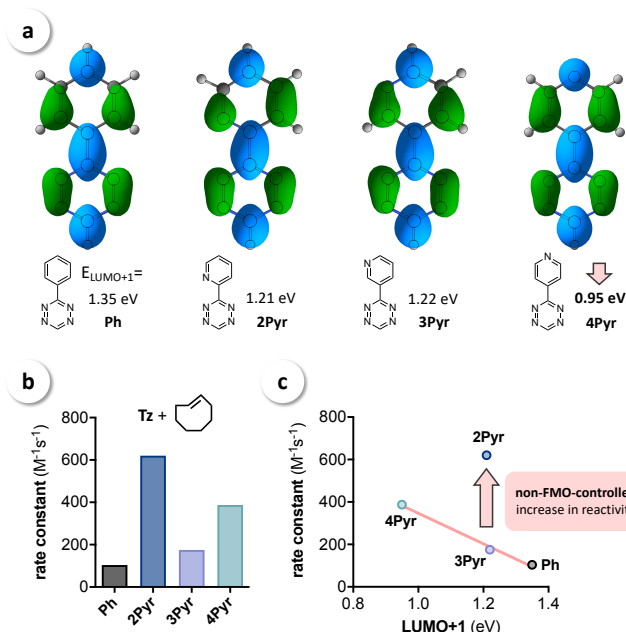 a
E_LUMO+1=
1.35 eV
Ph
1.21 eV
2Pyr
1.22 eV
3Pyr
0.95 eV
4Pyr
N N
N N
N
N N
N N
N
N N
N N
N
N N
N N
b
Tz +
rate constant
(M⁻¹s⁻¹)
800
600
400
200
0
Ph
2Pyr
3Pyr
4Pyr
c
rate constant
(M⁻¹s⁻¹)
800
600
400
200
0
2Pyr
4Pyr
3Pyr
Ph
non-FMO-controlle
increase in reactivit
0.8
1.0
1.2
1.4
LUMO+1 (eV)